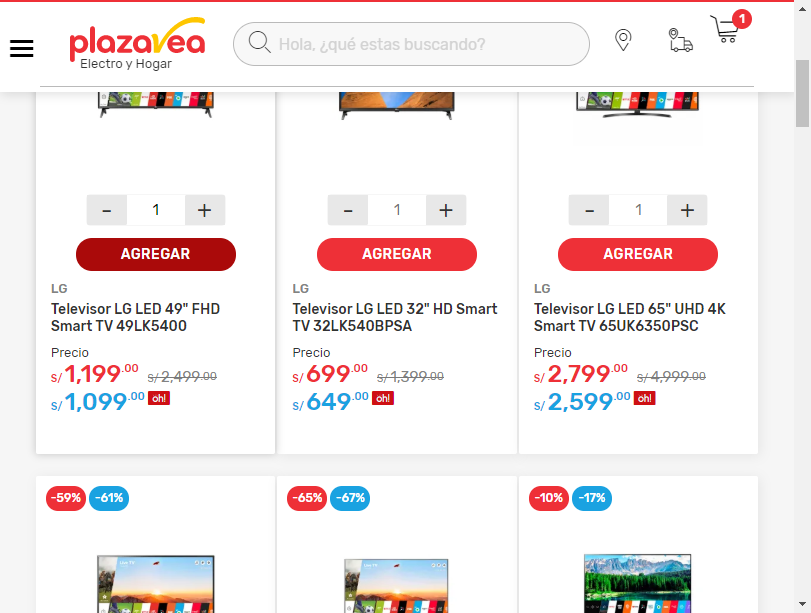 plazavea
Electro y Hogar
Hola, ¿qué estas buscando?
1
- 1 +
- 1 +
- 1 +
AGREGAR
AGREGAR
AGREGAR
LG
Televisor LG LED 49" FHD
Smart TV 49LK5400
Precio
S/ 1,199.00 S/ 2,499.00
S/ 1,099.00 oh!
LG
Televisor LG LED 32" HD Smart
TV 32LK540BPSA
Precio
S/ 699.00 S/ 1,399.00
S/ 649.00 oh!
LG
Televisor LG LED 65" UHD 4K
Smart TV 65UK6350PSC
Precio
S/ 2,799.00 S/ 4,999.00
S/ 2,599.00 oh!
-59% -61%
-65% -67%
-10% -17%